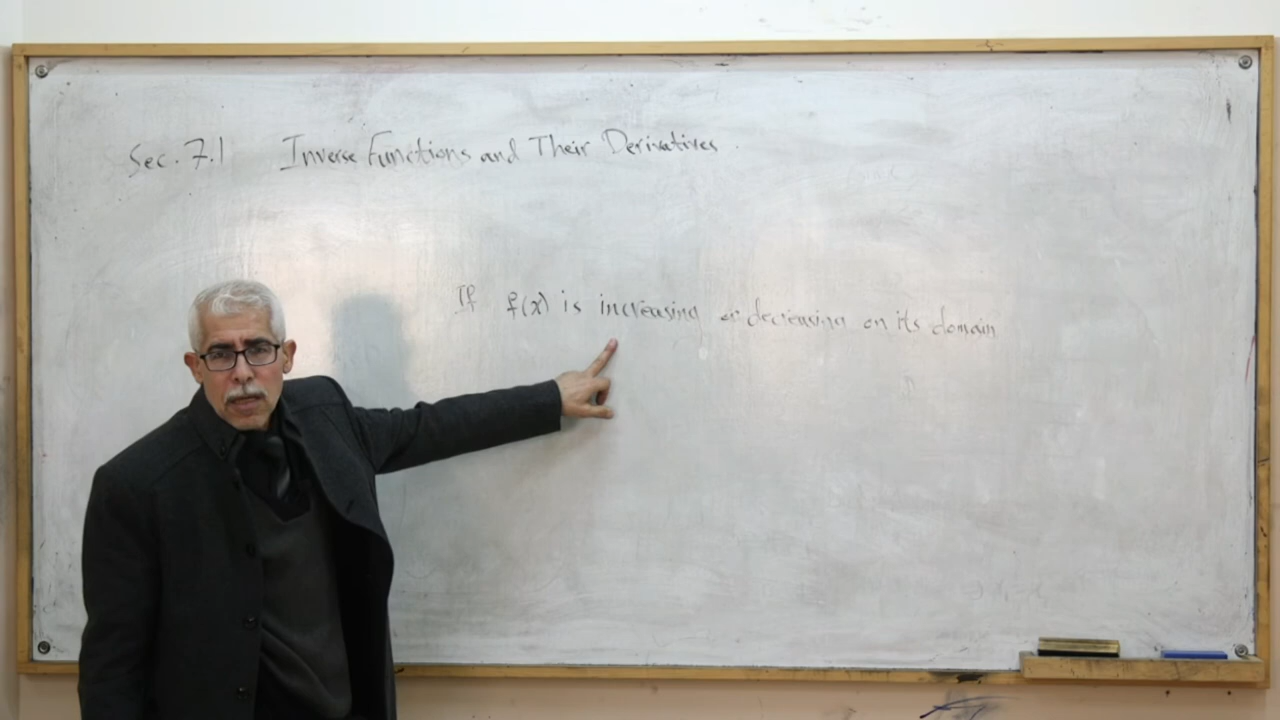 Sec. 7.1 Inverse Functions and Their Derivatives
If f(x) is increasing or decreasing on its domain